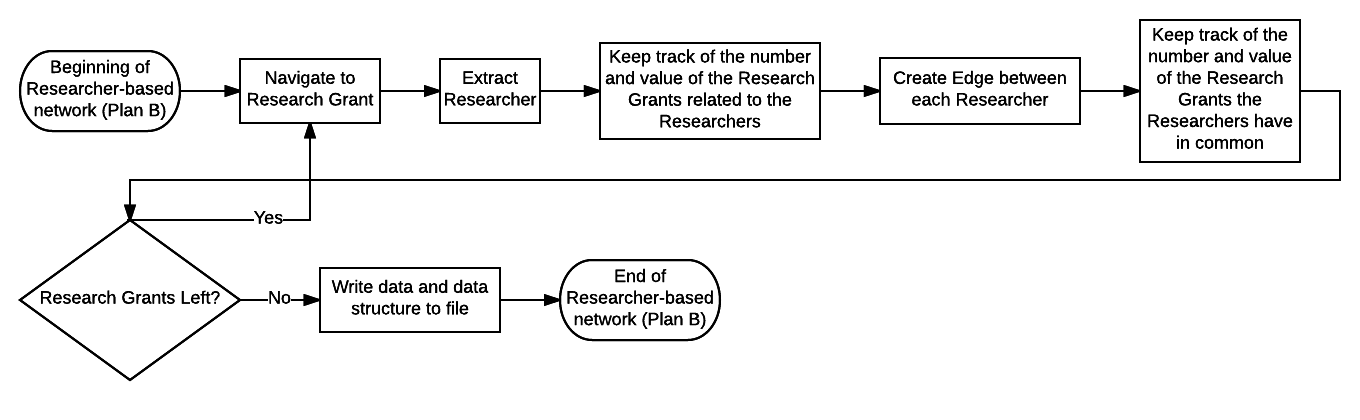 Beginning of
Researcher-based
network (Plan B)
Navigate to
Research Grant
Extract
Researcher
Keep track of the number
and value of the Research
Grants related to the
Researchers
Create Edge between
each Researcher
Keep track of the
number and value
of the Research
Grants the
Researchers have
in common
Yes
Research Grants Left?
No
Write data and data
structure to file
End of
Researcher-based
network (Plan B)